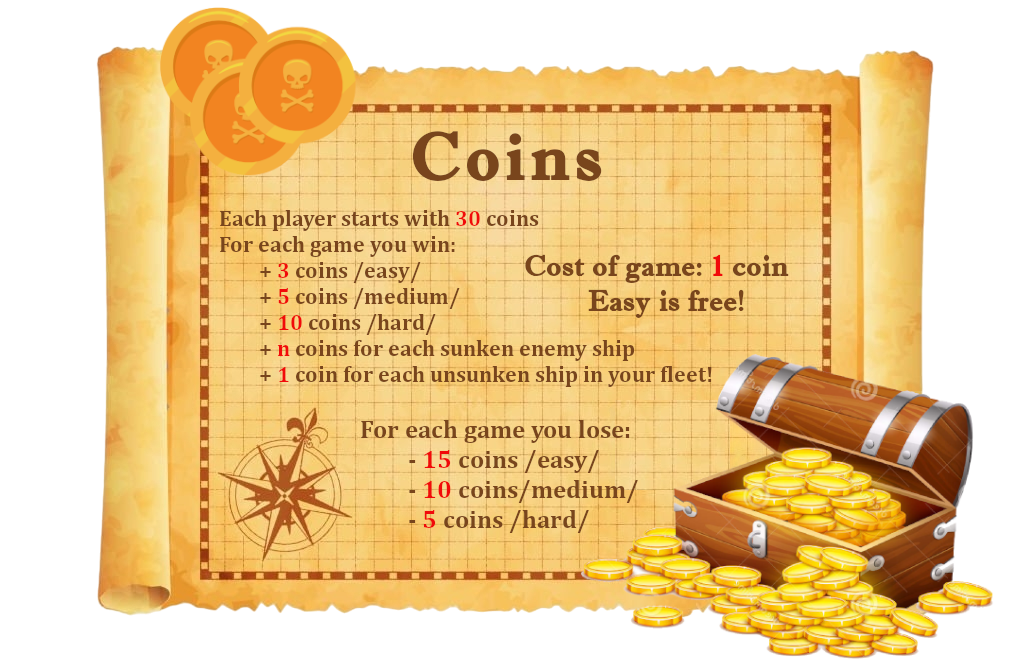 Coins
Each player starts with 30 coins
For each game you win:
+ 3 coins /easy/
+ 5 coins /medium/
+ 10 coins /hard/
+ n coins for each sunken enemy ship
+ 1 coin for each unsunken ship in your fleet!
Cost of game: 1 coin
Easy is free!
For each game you lose:
- 15 coins /easy/
- 10 coins/medium/
- 5 coins /hard/